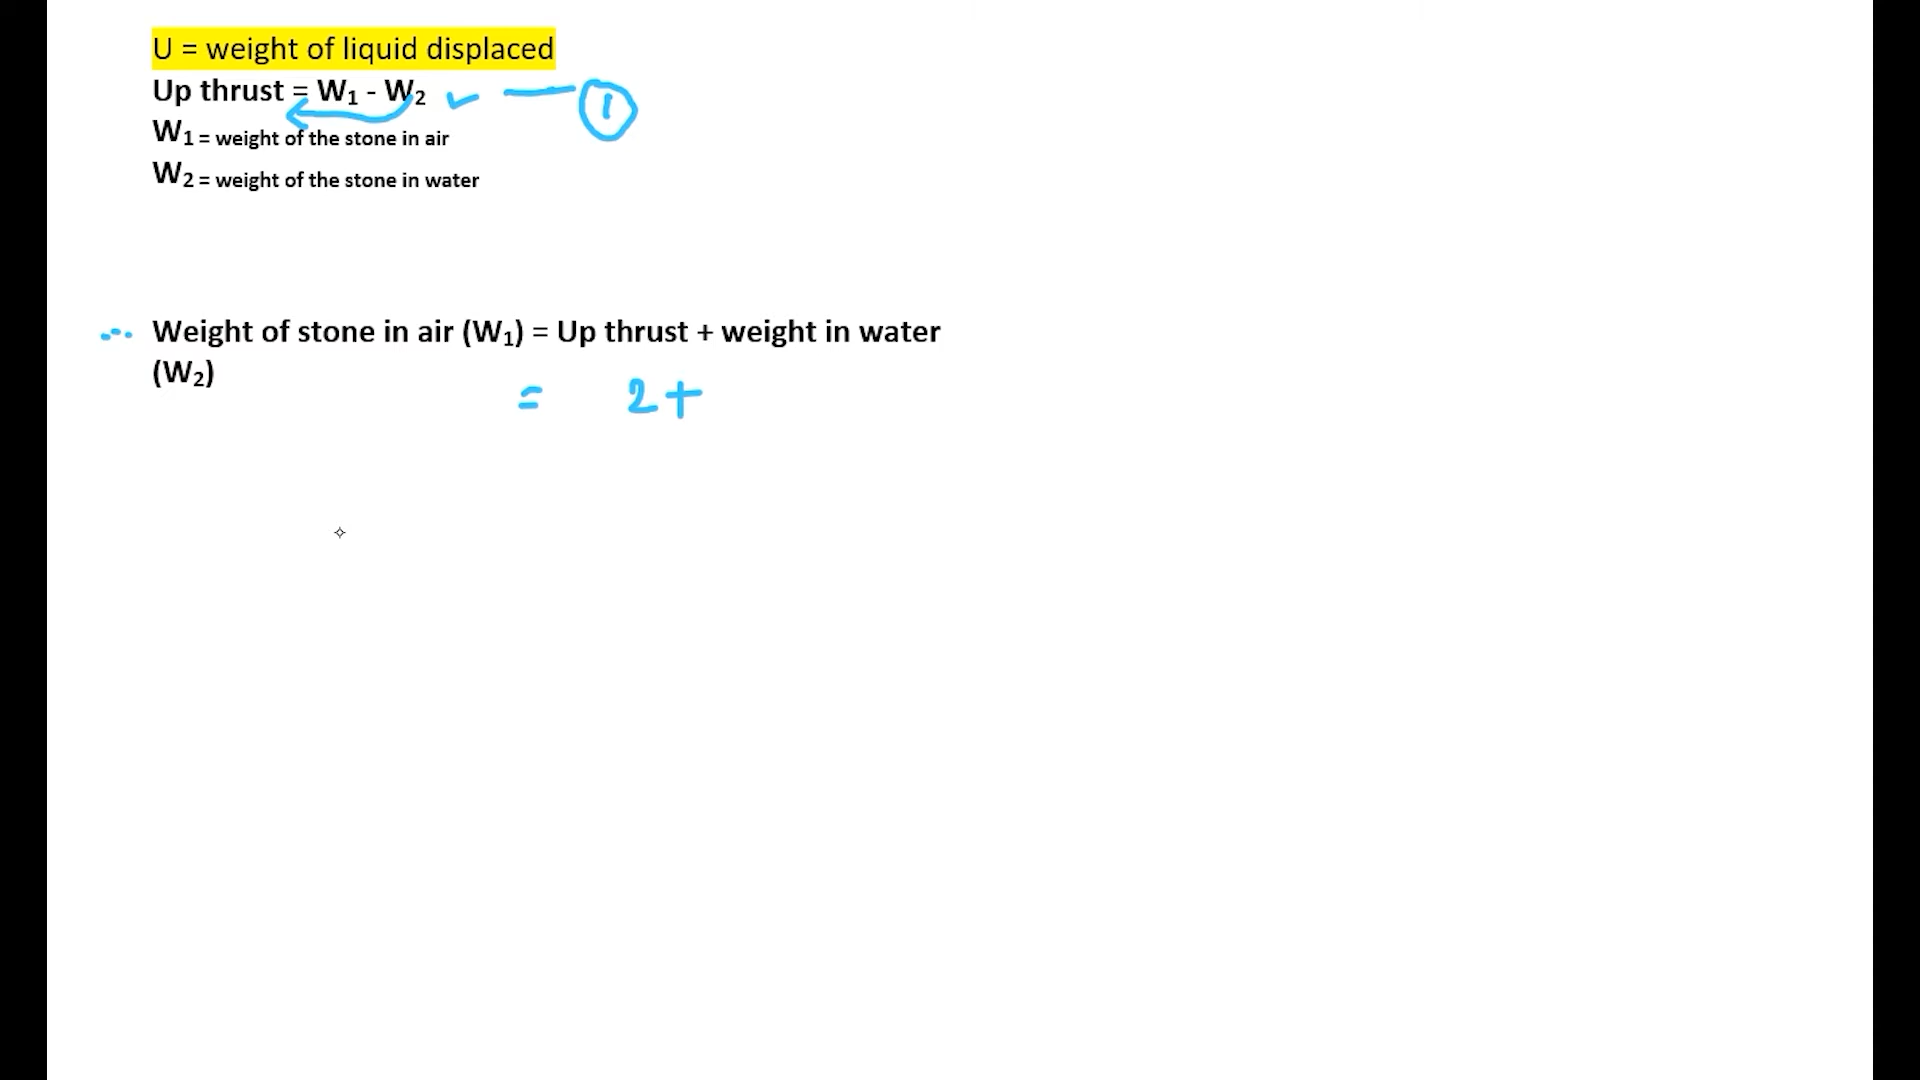 U = weight of liquid displaced
Up thrust = W₁ - W₂ ✓ — ①
W₁ = weight of the stone in air
W₂ = weight of the stone in water
∴ Weight of stone in air (W₁) = Up thrust + weight in water
(W₂)
= 2+